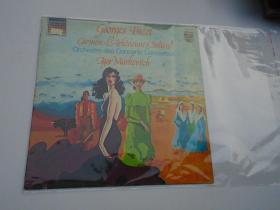 Georges Bizet
Carmen & L'Arlésienne Suites
Orchestre des Concerts Lamoureux
Igor Markevitch